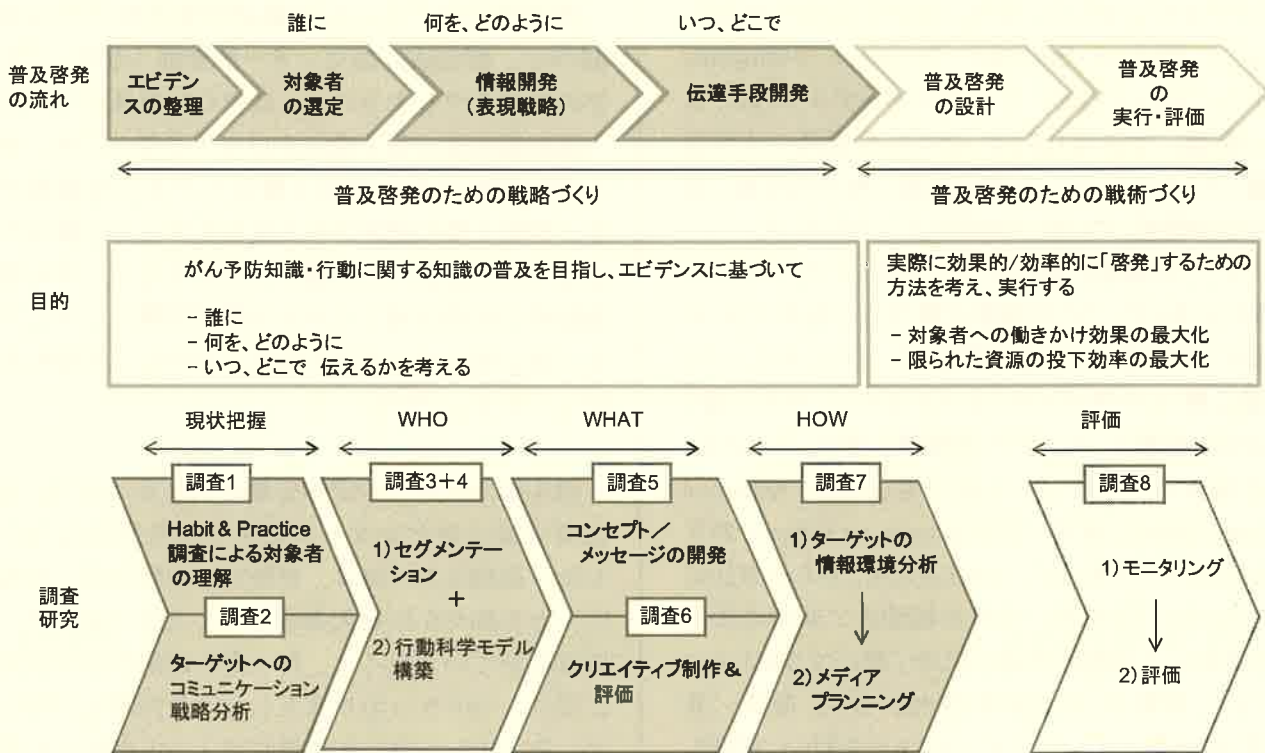 誰に
何を、どのように
いつ、どこで
普及啓発
の流れ
エビデン
スの整理
対象者
の選定
情報開発
(表現戦略)
伝達手段開発
普及啓発
の設計
普及啓発
の
実行・評価
普及啓発のための戦略づくり
普及啓発のための戦術づくり
目的
がん予防知識・行動に関する知識の普及を目指し、エビデンスに基づいて
- 誰に
- 何を、どのように
- いつ、どこで 伝えるかを考える
実際に効果的/効率的に「啓発」するための
方法を考え、実行する
- 対象者への働きかけ効果の最大化
- 限られた資源の投下効率の最大化
現状把握
WHO
WHAT
HOW
評価
調査
研究
調査1
Habit & Practice
調査による対象者
の理解
調査2
ターゲットへの
コミュニケーション
戦略分析
調査3+4
1)セグメンテー
ション
+
2)行動科学モデル
構築
調査5
コンセプト/
メッセージの開発
調査6
クリエイティブ制作&
評価
調査7
1)ターゲットの
情報環境分析
2)メディア
プランニング
調査8
1)モニタリング
2)評価